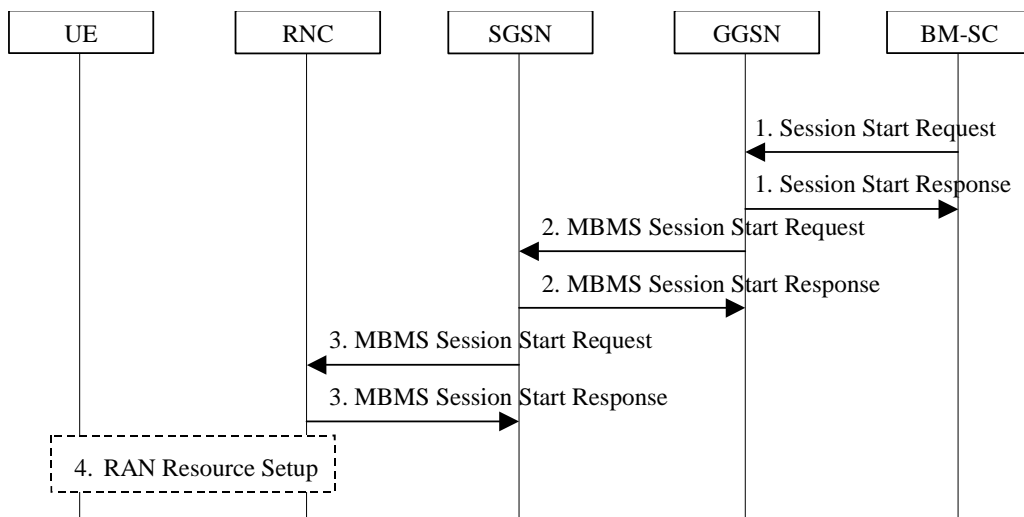 UE
RNC
SGSN
GGSN
BM-SC
1. Session Start Request
1. Session Start Response
2. MBMS Session Start Request
2. MBMS Session Start Response
3. MBMS Session Start Request
3. MBMS Session Start Response
4. RAN Resource Setup